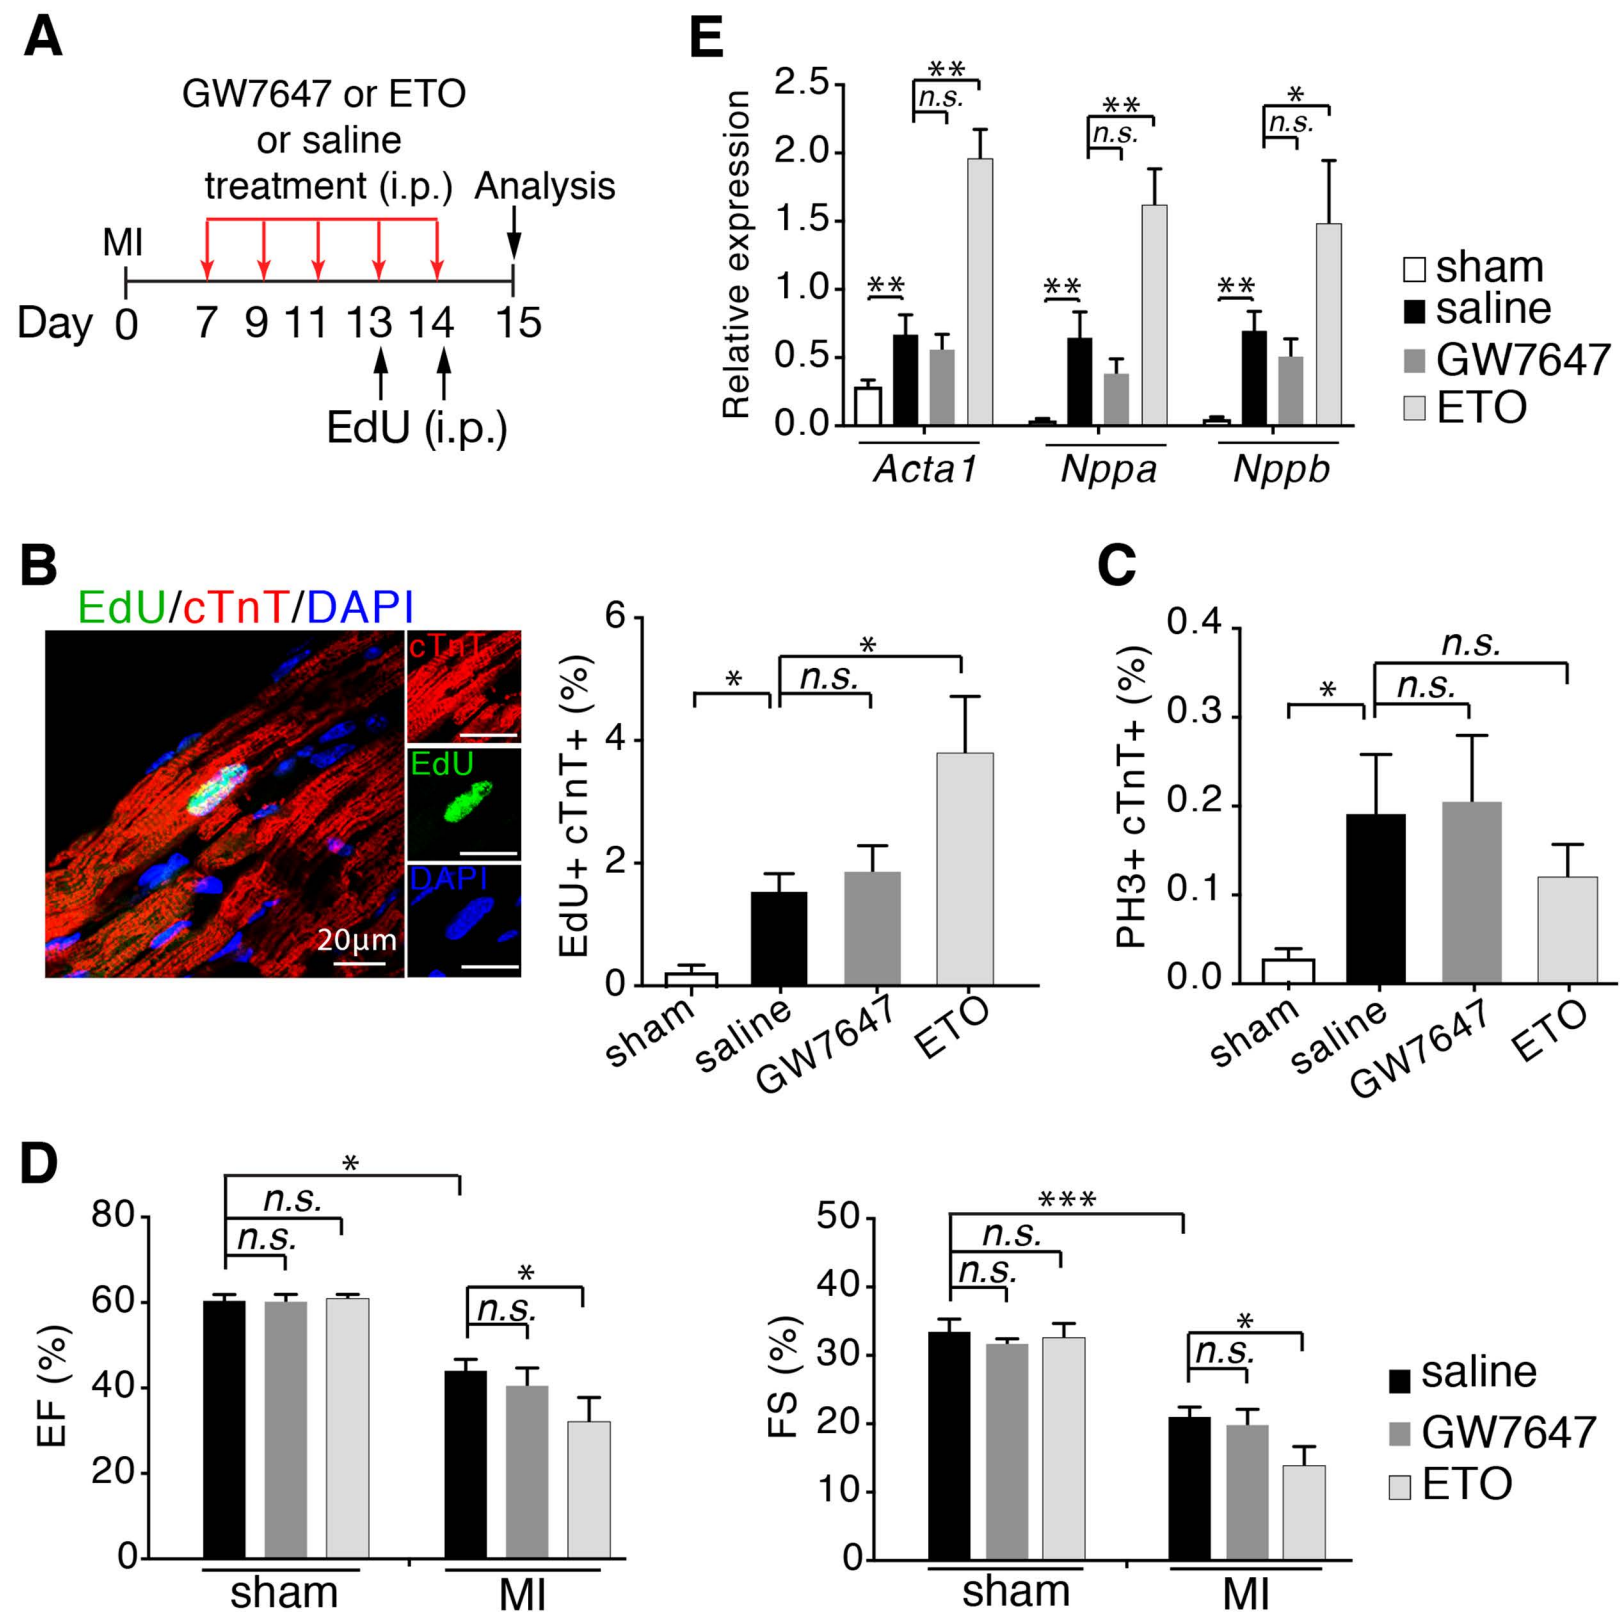 A
GW7647 or ETO
or saline
treatment (i.p.)
Analysis
MI
Day 0 7 9 11 13 14 15
EdU (i.p.)
E
Relative expression
2.5
2.0
1.5
1.0
0.5
0.0
** n.s. **
** n.s. **
** n.s. *
Acta1 Nppa Nppb
sham
saline
GW7647
ETO
B
EdU/cTnT/DAPI
cTnT
EdU
DAPI
20μm
EdU+ cTnT+ (%)
6
4
2
0
* n.s. *
sham saline GW7647 ETO
C
PH3+ cTnT+ (%)
0.4
0.3
0.2
0.1
0.0
* n.s. n.s.
sham saline GW7647 ETO
D
EF (%)
80
60
40
20
0
*
n.s.
n.s.
*
n.s.
sham MI
FS (%)
50
40
30
20
10
0
***
n.s.
n.s.
*
n.s.
sham MI
saline
GW7647
ETO